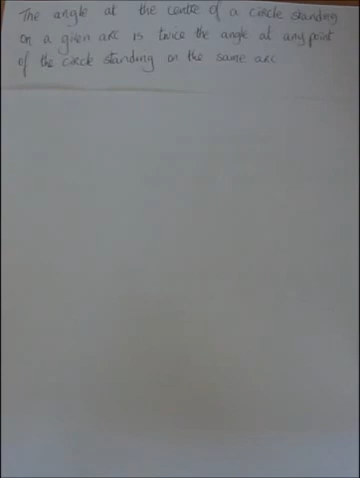 The angle at the centre of a circle standing
on a given arc is twice the angle at any point
of the circle standing on the same arc